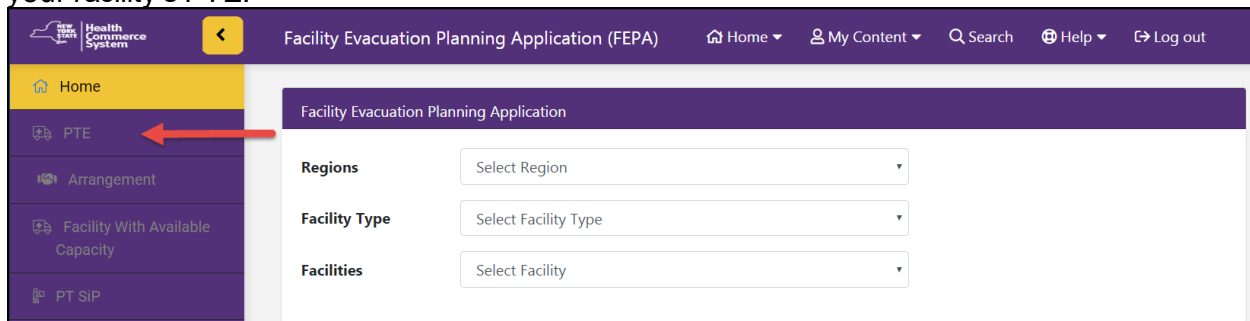 NEW YORK STATE Health Commerce System
Facility Evacuation Planning Application (FEPA) Home My Content Search Help Log out
Home
Facility Evacuation Planning Application
PTE
Regions Select Region
Arrangement
Facility Type Select Facility Type
Facility With Available
Capacity
Facilities Select Facility
PT SiP